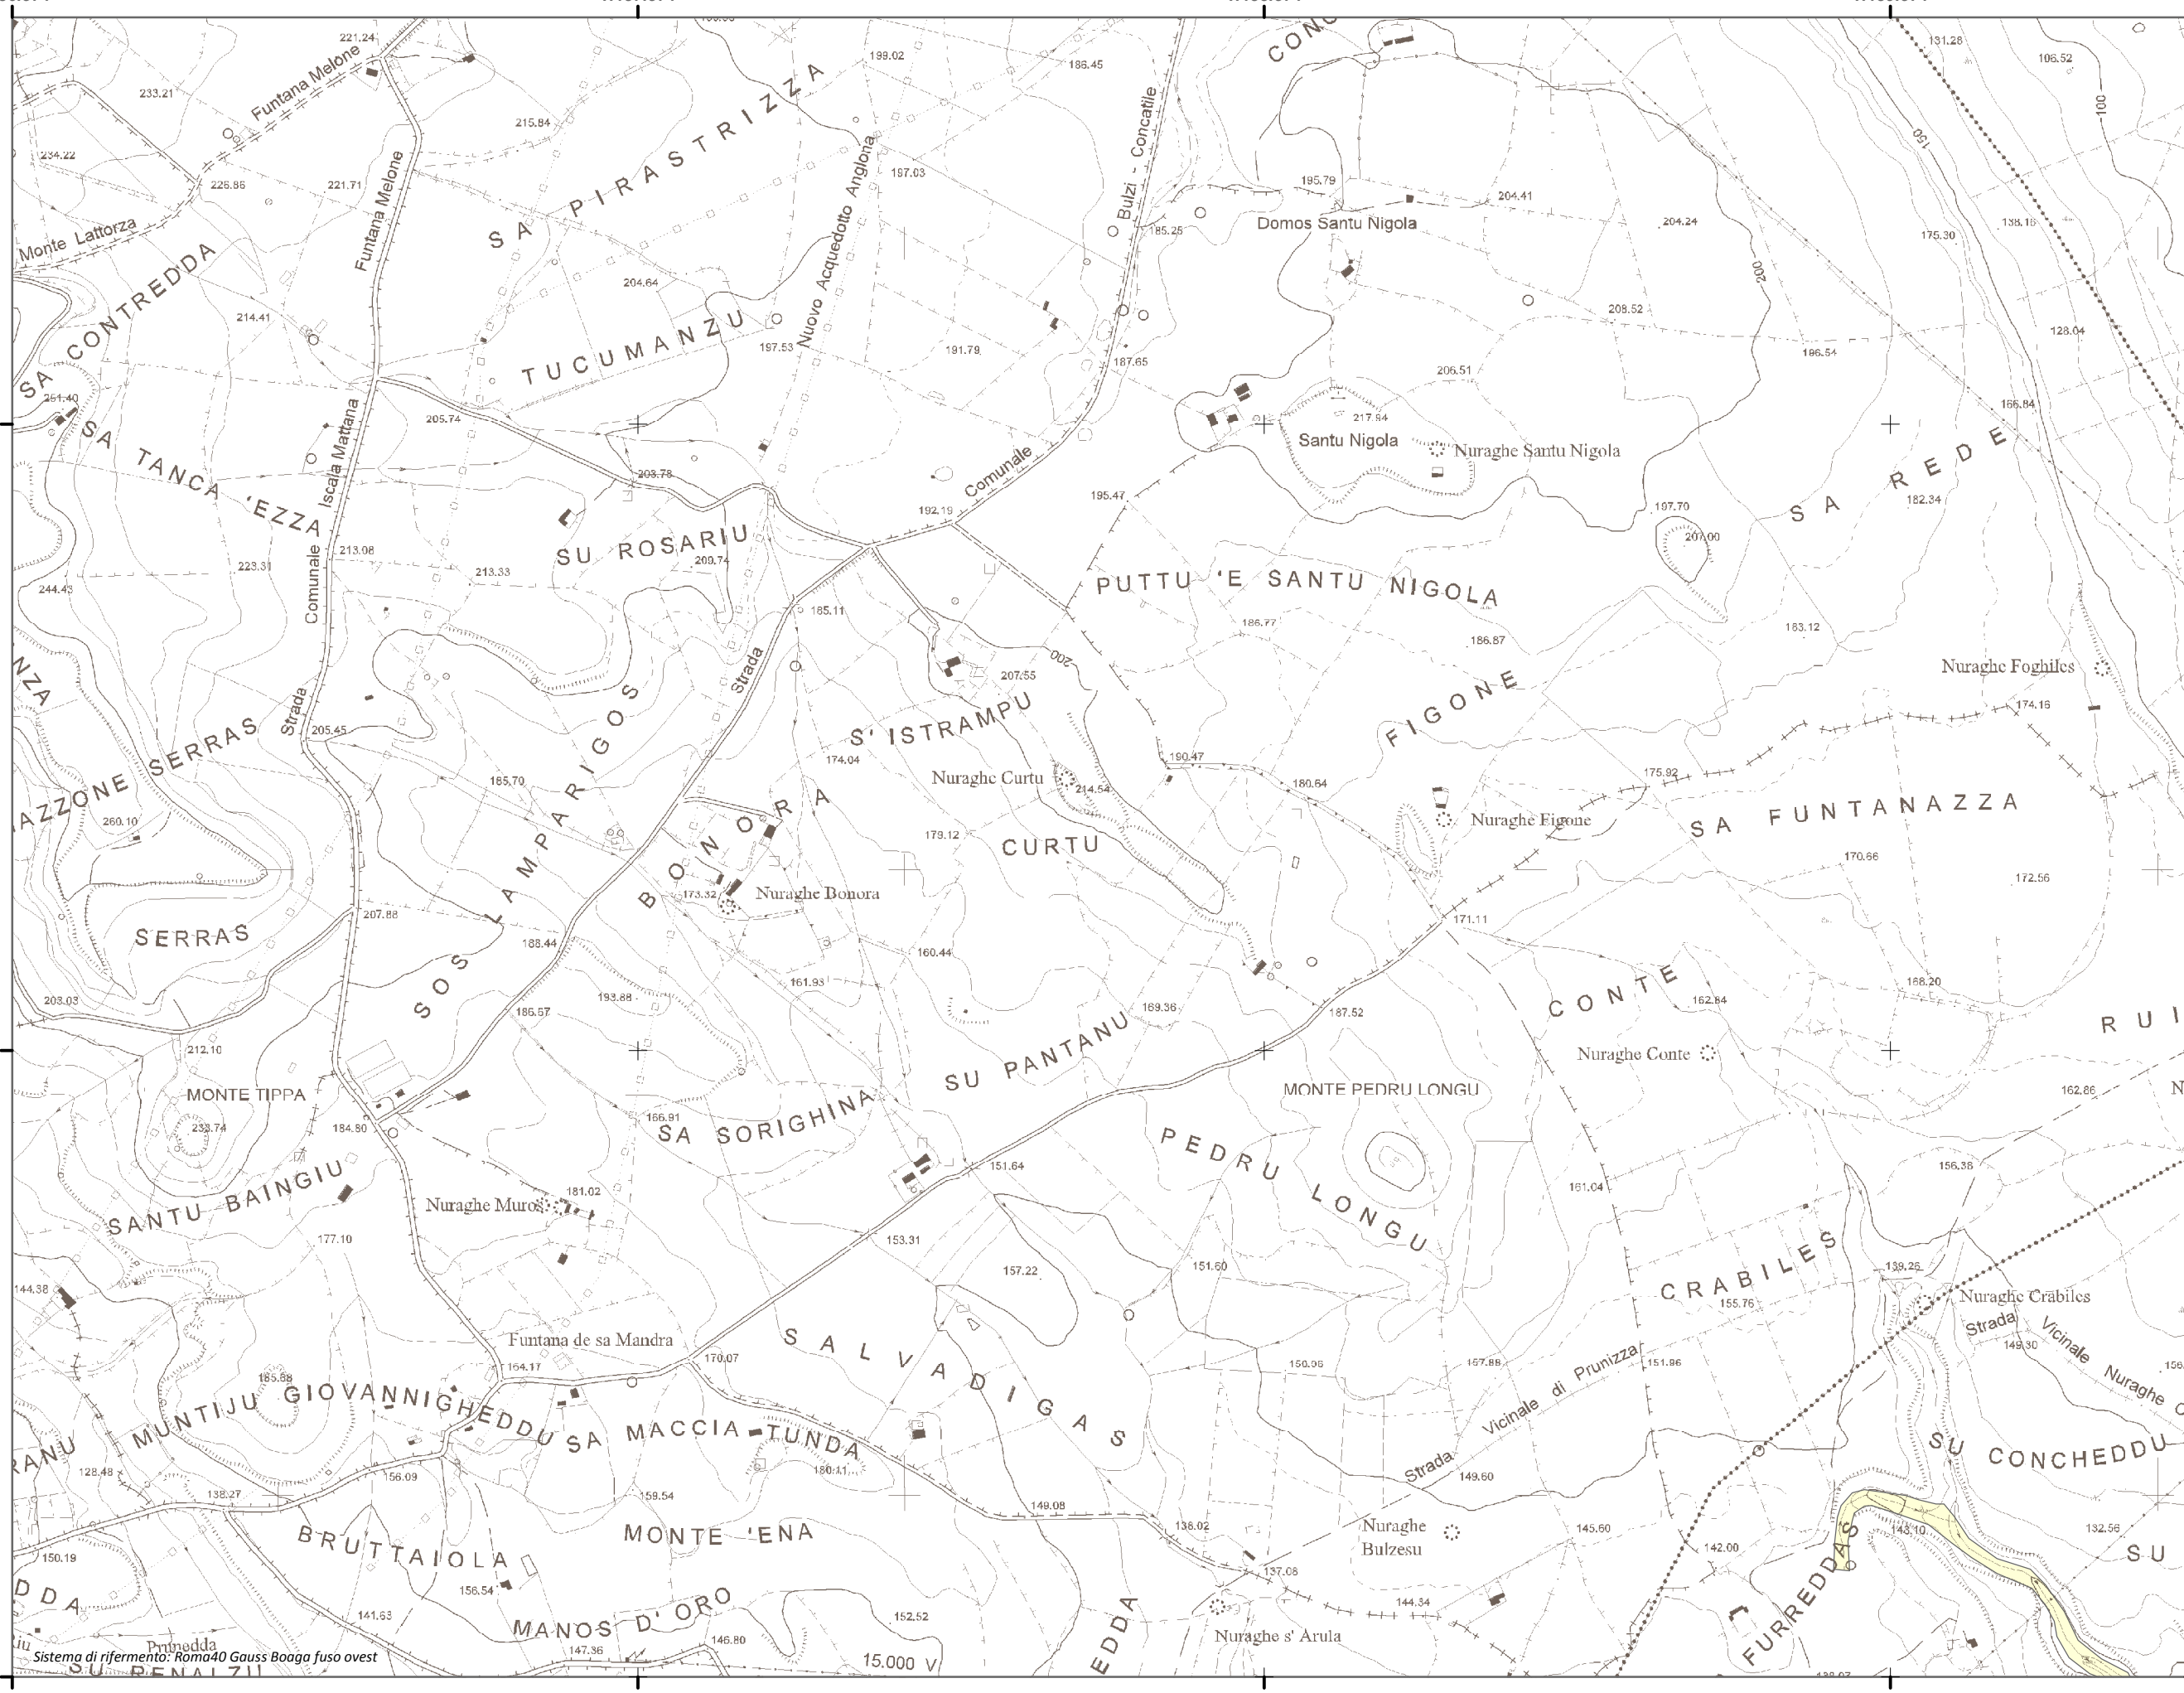 221.24
131.28
106.52
199.02
186.45
Funtana Melone
233.21
100
215.84
SA PIRASTRIZZA
Bulzi - Concatile
150
234.22
226.86
221.71
Funtana Melone
197.03
195.79
204.41
Domos Santu Nigola
204.24
138.16
175.30
Monte Lattorza
185.25
SA CONTREDDA
Nuovo Acquedotto Anglona
204.64
200
214.41
TUCUMANZU
197.53
191.79
187.65
208.52
196.54
128.04
206.51
251.40
205.74
217.94
166.84
SA TANCA 'EZZA
Santu Nigola
Nuraghe Santu Nigola
SA REDE
203.78
Comunale
195.47
182.34
192.19
197.70
207.00
Strada Comunale Iscala Mattana
213.08
SU ROSARIU
209.74
223.31
213.33
244.43
PUTTU 'E SANTU NIGOLA
185.11
186.77
186.87
183.12
200
Strada
207.55
Nuraghe Foghiles
NZA
FIGONE
174.16
205.45
S' ISTRAMPU
174.04
190.47
AZZONE SERRAS
185.70
Nuraghe Curtu
214.54
180.64
175.92
SOS LAMPARIGOS
BONORA
SA FUNTANAZZA
260.10
179.12
CURTU
Nuraghe Figone
170.66
173.32
Nuraghe Bonora
172.56
207.88
171.11
SERRAS
188.44
160.44
161.93
CONTE
168.20
203.03
193.88
186.67
169.36
187.52
162.84
RUI
212.10
SU PANTANU
Nuraghe Conte
MONTE TIPPA
MONTE PEDRU LONGU
162.86
N
233.74
184.80
166.91
SA SORIGHINA
PEDRU LONGU
151.64
156.38
SANTU BAINGIU
Nuraghe Muros
181.02
161.04
177.10
153.31
CRABILES
157.22
151.60
139.26
144.38
155.76
Nuraghe Crabiles
Strada Vicinale Nuraghe C
149.30
Funtana de sa Mandra
SALVADIGAS
164.17
170.07
150.06
157.88
151.96
156
Strada Vicinale di Prunizza
165.88
MUNTIJU GIOVANNIGHEDDU
SA MACCIA TUNDA
180.11
RANU
SU CONCHEDDU
128.48
156.09
149.60
138.27
159.54
149.08
BRUTTAIOLA
MONTE 'ENA
138.02
Nuraghe
Bulzesu
145.60
143.10
132.56
150.19
142.00
SU
137.08
156.54
DDA
141.63
MANOS D' ORO
152.52
144.34
FURREDDAS
EDDA
Nuraghe s' Arula
146.80
147.36
iu
Prunedda
Sistema di rifermento: Roma40 Gauss Boaga fuso ovest
15.000 V